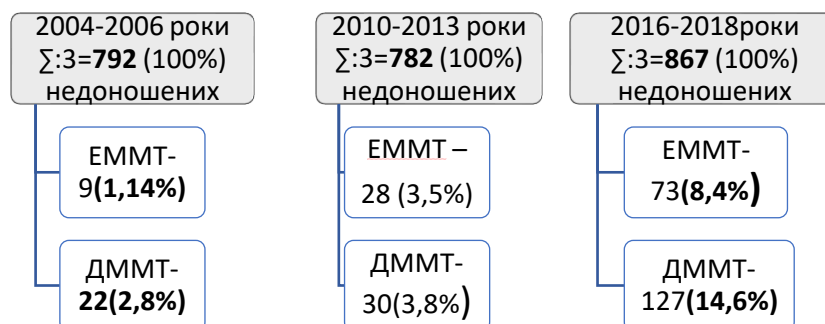 2004-2006 роки
∑:3=792 (100%)
недоношених
ЕММТ-
9(1,14%)
ДММТ-
22(2,8%)
2010-2013 роки
∑:3=782 (100%)
недоношених
ЕММТ –
28 (3,5%)
ДММТ-
30(3,8%)
2016-2018роки
∑:3=867 (100%)
недоношених
ЕММТ-
73(8,4%)
ДММТ-
127(14,6%)